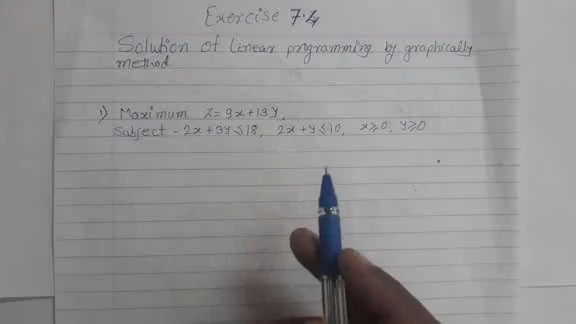 Exercise 7.4
Solution of Linear programming by graphically
method
1) Maximum Z = 9x + 13y.
Subject - 2x + 3y ≤ 18, 2x + y ≤ 10, x ≥ 0, y ≥ 0